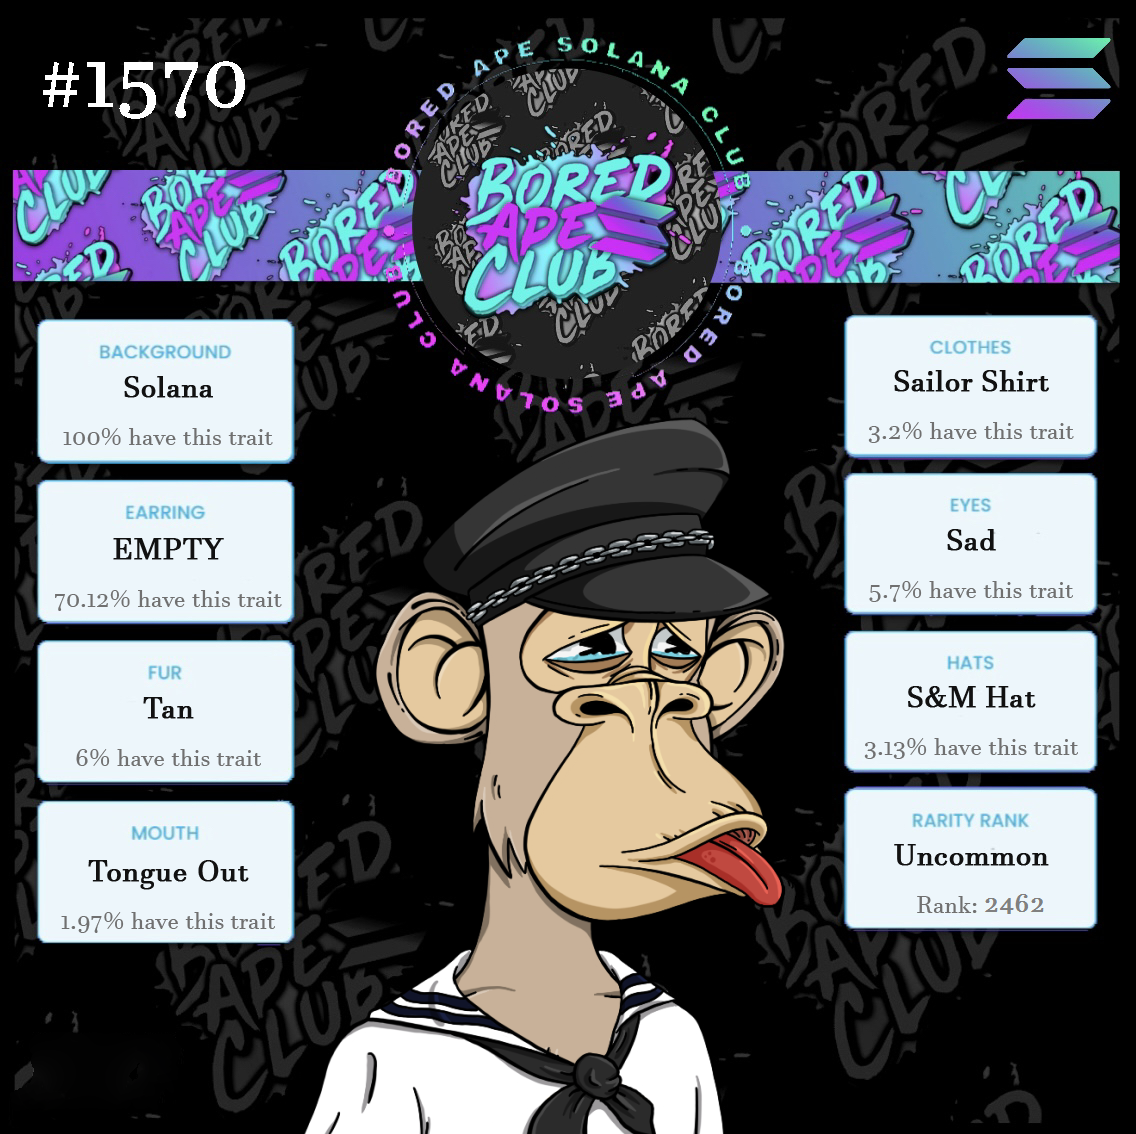 #1570
BORED APE SOLANA CLUB
BORED APE SOLANA CLUB
BORED
APE
CLUB
BACKGROUND
Solana
100% have this trait
EARRING
EMPTY
70.12% have this trait
FUR
Tan
6% have this trait
MOUTH
Tongue Out
1.97% have this trait
CLOTHES
Sailor Shirt
3.2% have this trait
EYES
Sad
5.7% have this trait
HATS
S&M Hat
3.13% have this trait
RARITY RANK
Uncommon
Rank: 2462